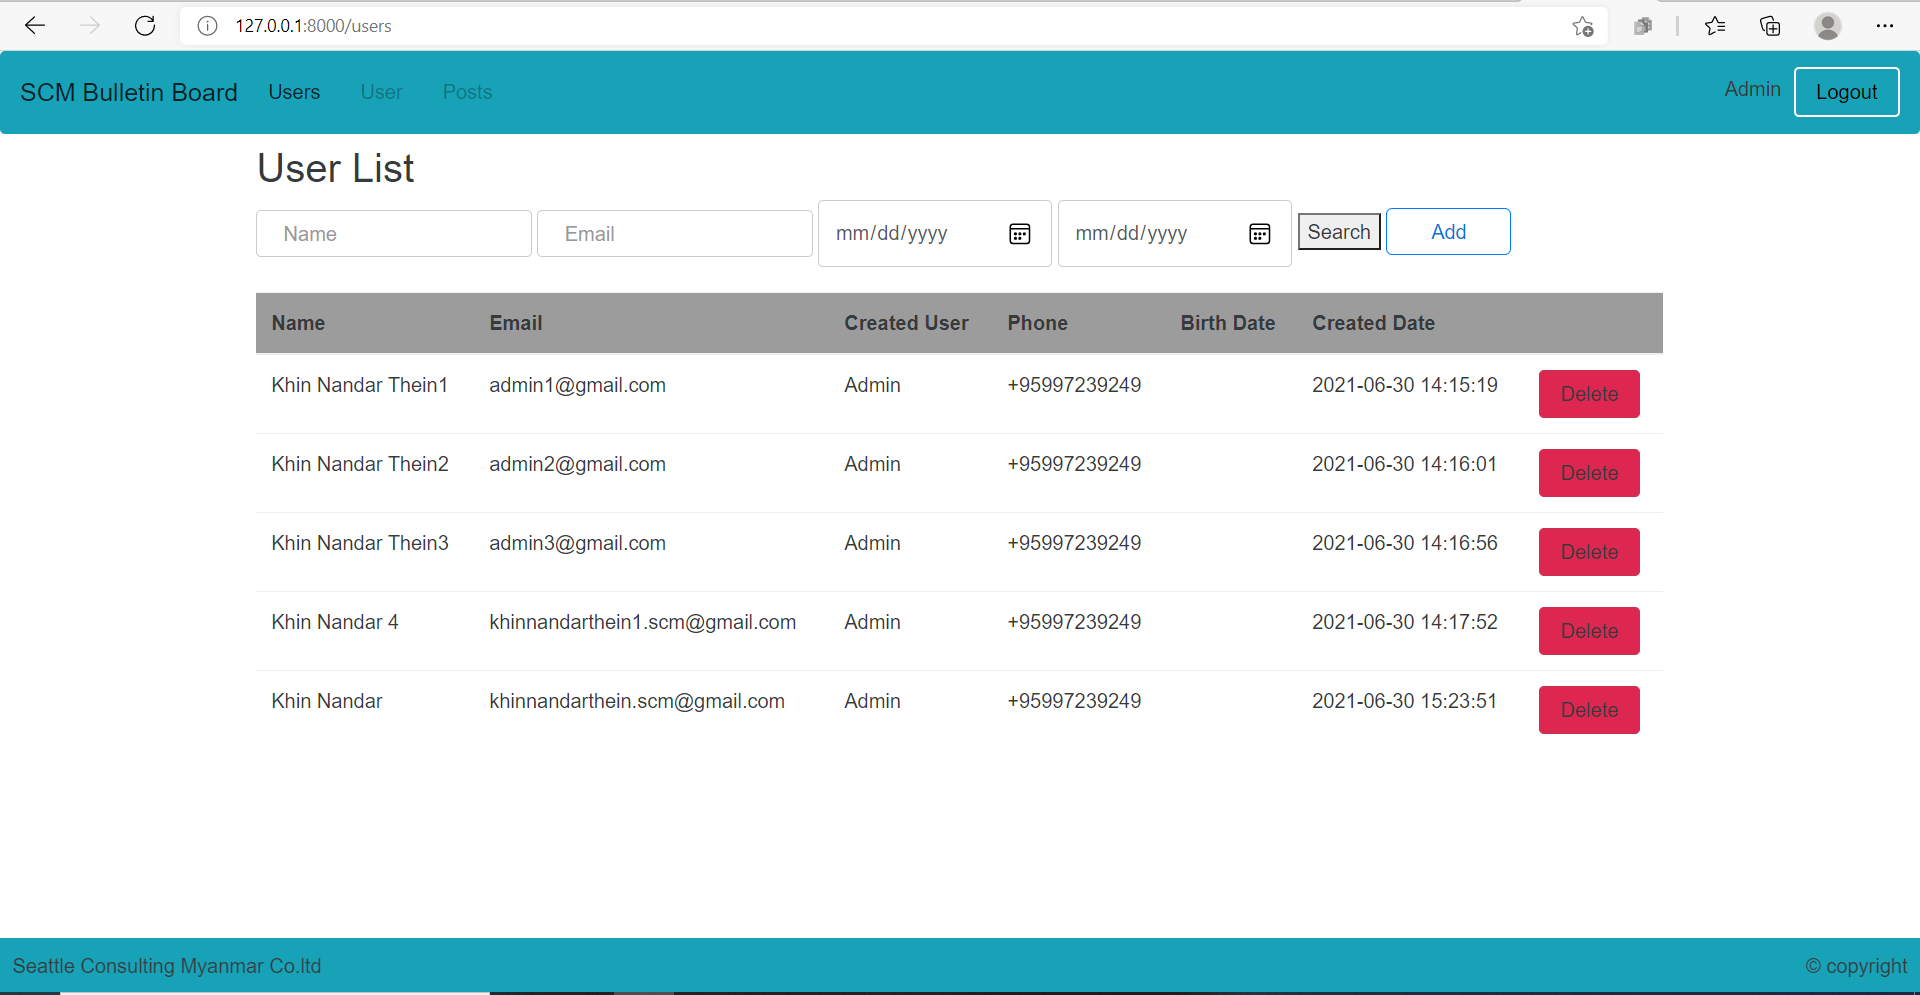 127.0.0.1:8000/users
SCM Bulletin Board Users User Posts Admin Logout
User List
Name Email mm/dd/yyyy mm/dd/yyyy Search Add
Name Email Created User Phone Birth Date Created Date
Khin Nandar Thein1 admin1@gmail.com Admin +95997239249 2021-06-30 14:15:19 Delete
Khin Nandar Thein2 admin2@gmail.com Admin +95997239249 2021-06-30 14:16:01 Delete
Khin Nandar Thein3 admin3@gmail.com Admin +95997239249 2021-06-30 14:16:56 Delete
Khin Nandar 4 khinnandarthein1.scm@gmail.com Admin +95997239249 2021-06-30 14:17:52 Delete
Khin Nandar khinnandarthein.scm@gmail.com Admin +95997239249 2021-06-30 15:23:51 Delete
Seattle Consulting Myanmar Co.ltd © copyright